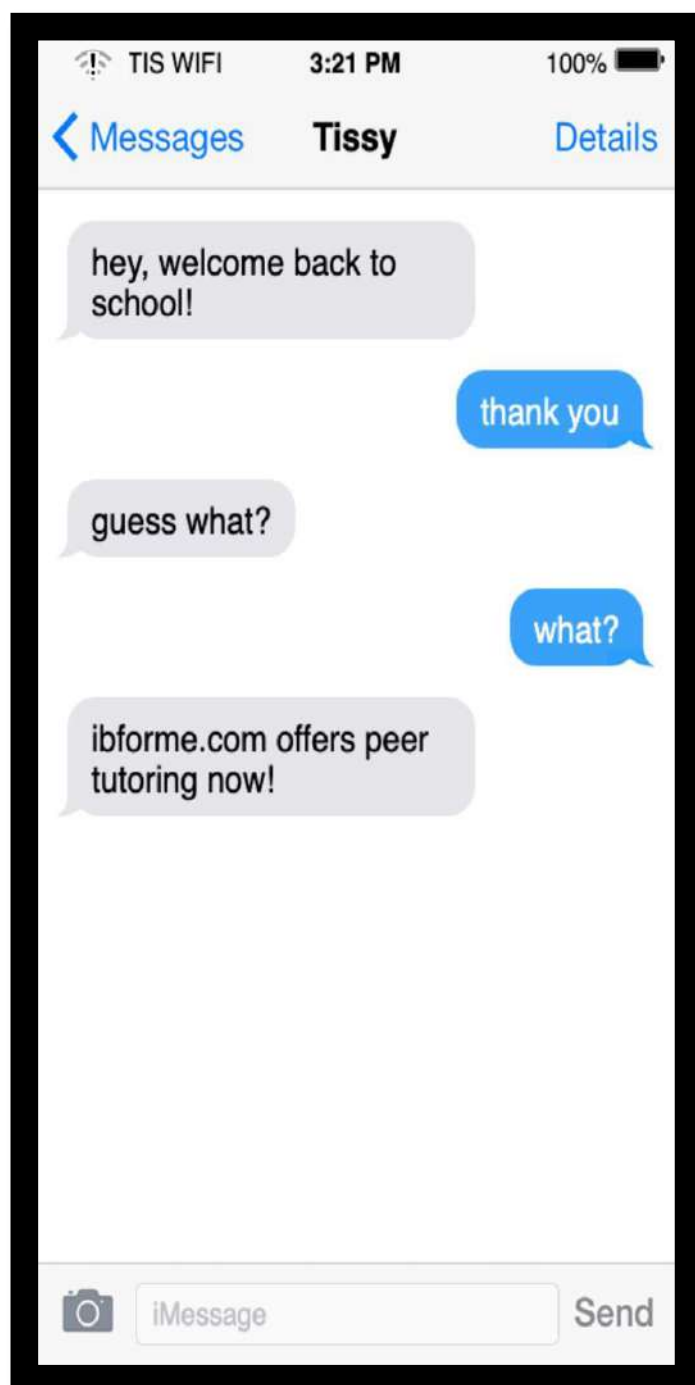 TIS WIFI 3:21 PM 100%
Messages Tissy Details
hey, welcome back to
school!
thank you
guess what?
what?
ibforme.com offers peer
tutoring now!
iMessage Send